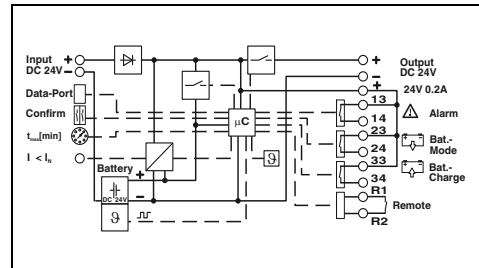 Input +
DC 24V –
Data-Port
Confirm
tmax[min]
I < IN
Battery +
–
DC 24V
ϑ
μC
ϑ
+
–
Output
DC 24V
+
24V 0.2A
13
14
Alarm
23
24
Bat.-
Mode
33
34
Bat.-
Charge
R1
R2
Remote